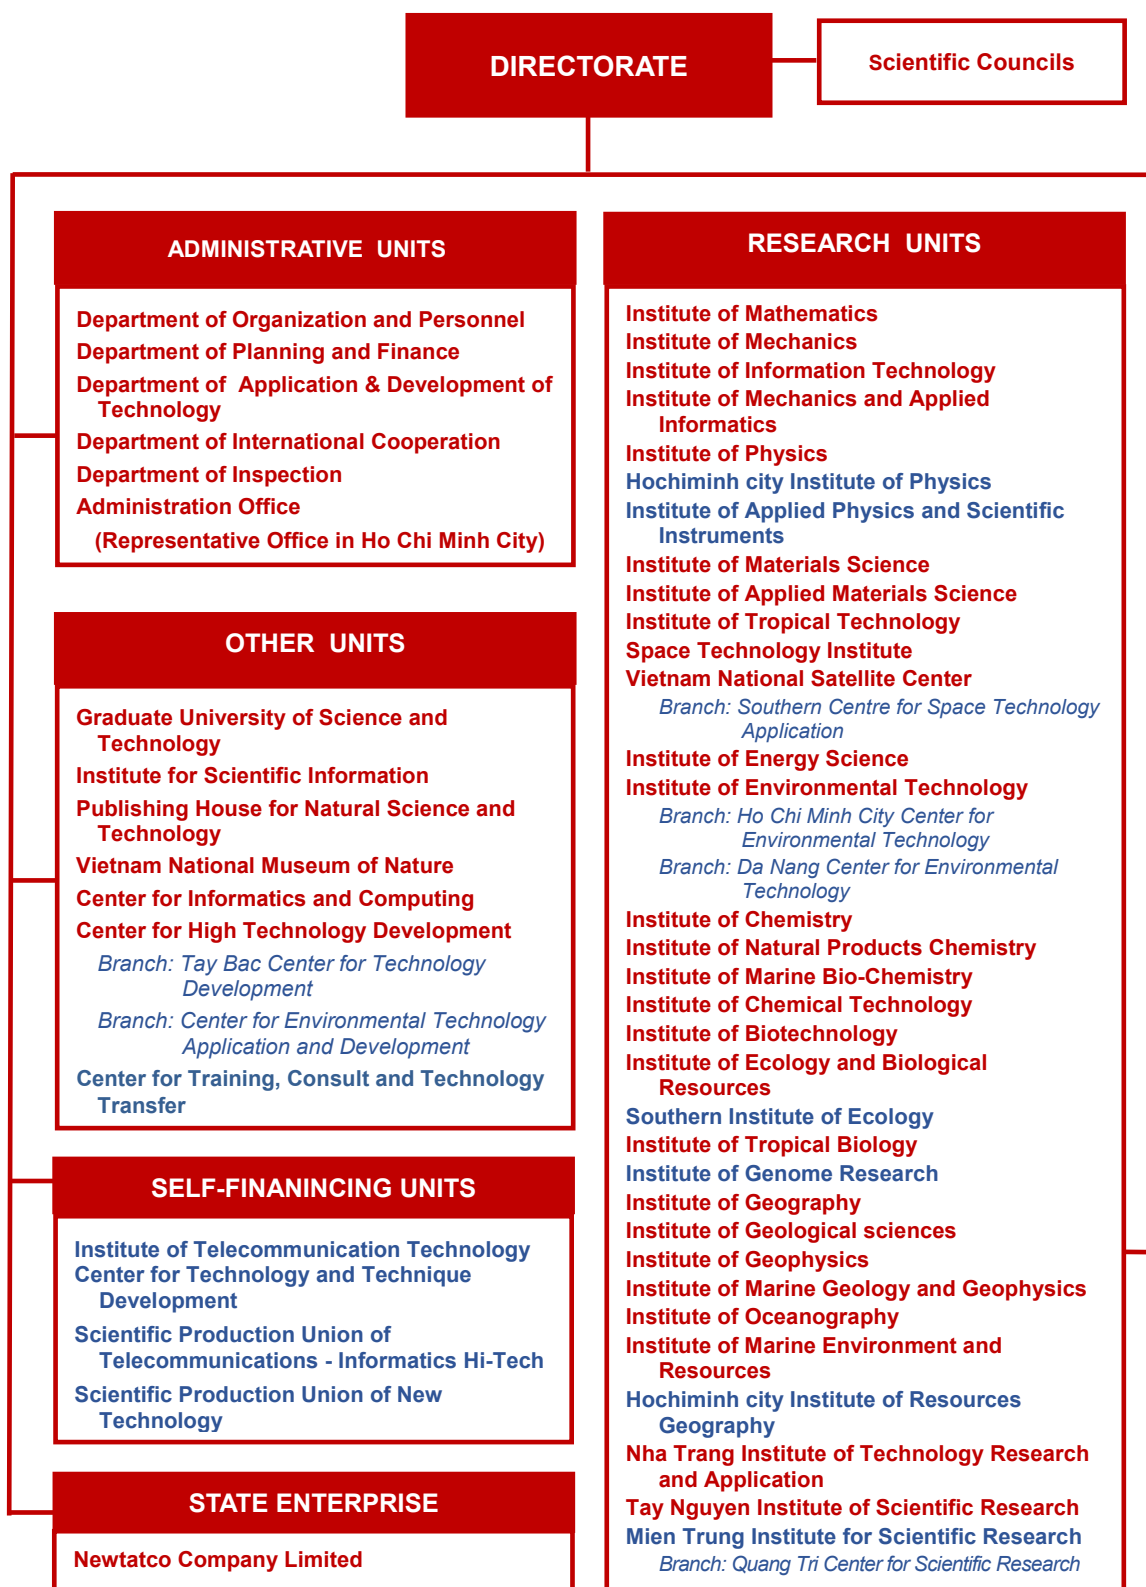 DIRECTORATE
Scientific Councils
ADMINISTRATIVE UNITS
Department of Organization and Personnel
Department of Planning and Finance
Department of Application & Development of
Technology
Department of International Cooperation
Department of Inspection
Administration Office
(Representative Office in Ho Chi Minh City)
OTHER UNITS
Graduate University of Science and
Technology
Institute for Scientific Information
Publishing House for Natural Science and
Technology
Vietnam National Museum of Nature
Center for Informatics and Computing
Center for High Technology Development
Branch: Tay Bac Center for Technology
Development
Branch: Center for Environmental Technology
Application and Development
Center for Training, Consult and Technology
Transfer
SELF-FINANINCING UNITS
Institute of Telecommunication Technology
Center for Technology and Technique
Development
Scientific Production Union of
Telecommunications - Informatics Hi-Tech
Scientific Production Union of New
Technology
STATE ENTERPRISE
Newtatco Company Limited
RESEARCH UNITS
Institute of Mathematics
Institute of Mechanics
Institute of Information Technology
Institute of Mechanics and Applied
Informatics
Institute of Physics
Hochiminh city Institute of Physics
Institute of Applied Physics and Scientific
Instruments
Institute of Materials Science
Institute of Applied Materials Science
Institute of Tropical Technology
Space Technology Institute
Vietnam National Satellite Center
Branch: Southern Centre for Space Technology
Application
Institute of Energy Science
Institute of Environmental Technology
Branch: Ho Chi Minh City Center for
Environmental Technology
Branch: Da Nang Center for Environmental
Technology
Institute of Chemistry
Institute of Natural Products Chemistry
Institute of Marine Bio-Chemistry
Institute of Chemical Technology
Institute of Biotechnology
Institute of Ecology and Biological
Resources
Southern Institute of Ecology
Institute of Tropical Biology
Institute of Genome Research
Institute of Geography
Institute of Geological sciences
Institute of Geophysics
Institute of Marine Geology and Geophysics
Institute of Oceanography
Institute of Marine Environment and
Resources
Hochiminh city Institute of Resources
Geography
Nha Trang Institute of Technology Research
and Application
Tay Nguyen Institute of Scientific Research
Mien Trung Institute for Scientific Research
Branch: Quang Tri Center for Scientific Research